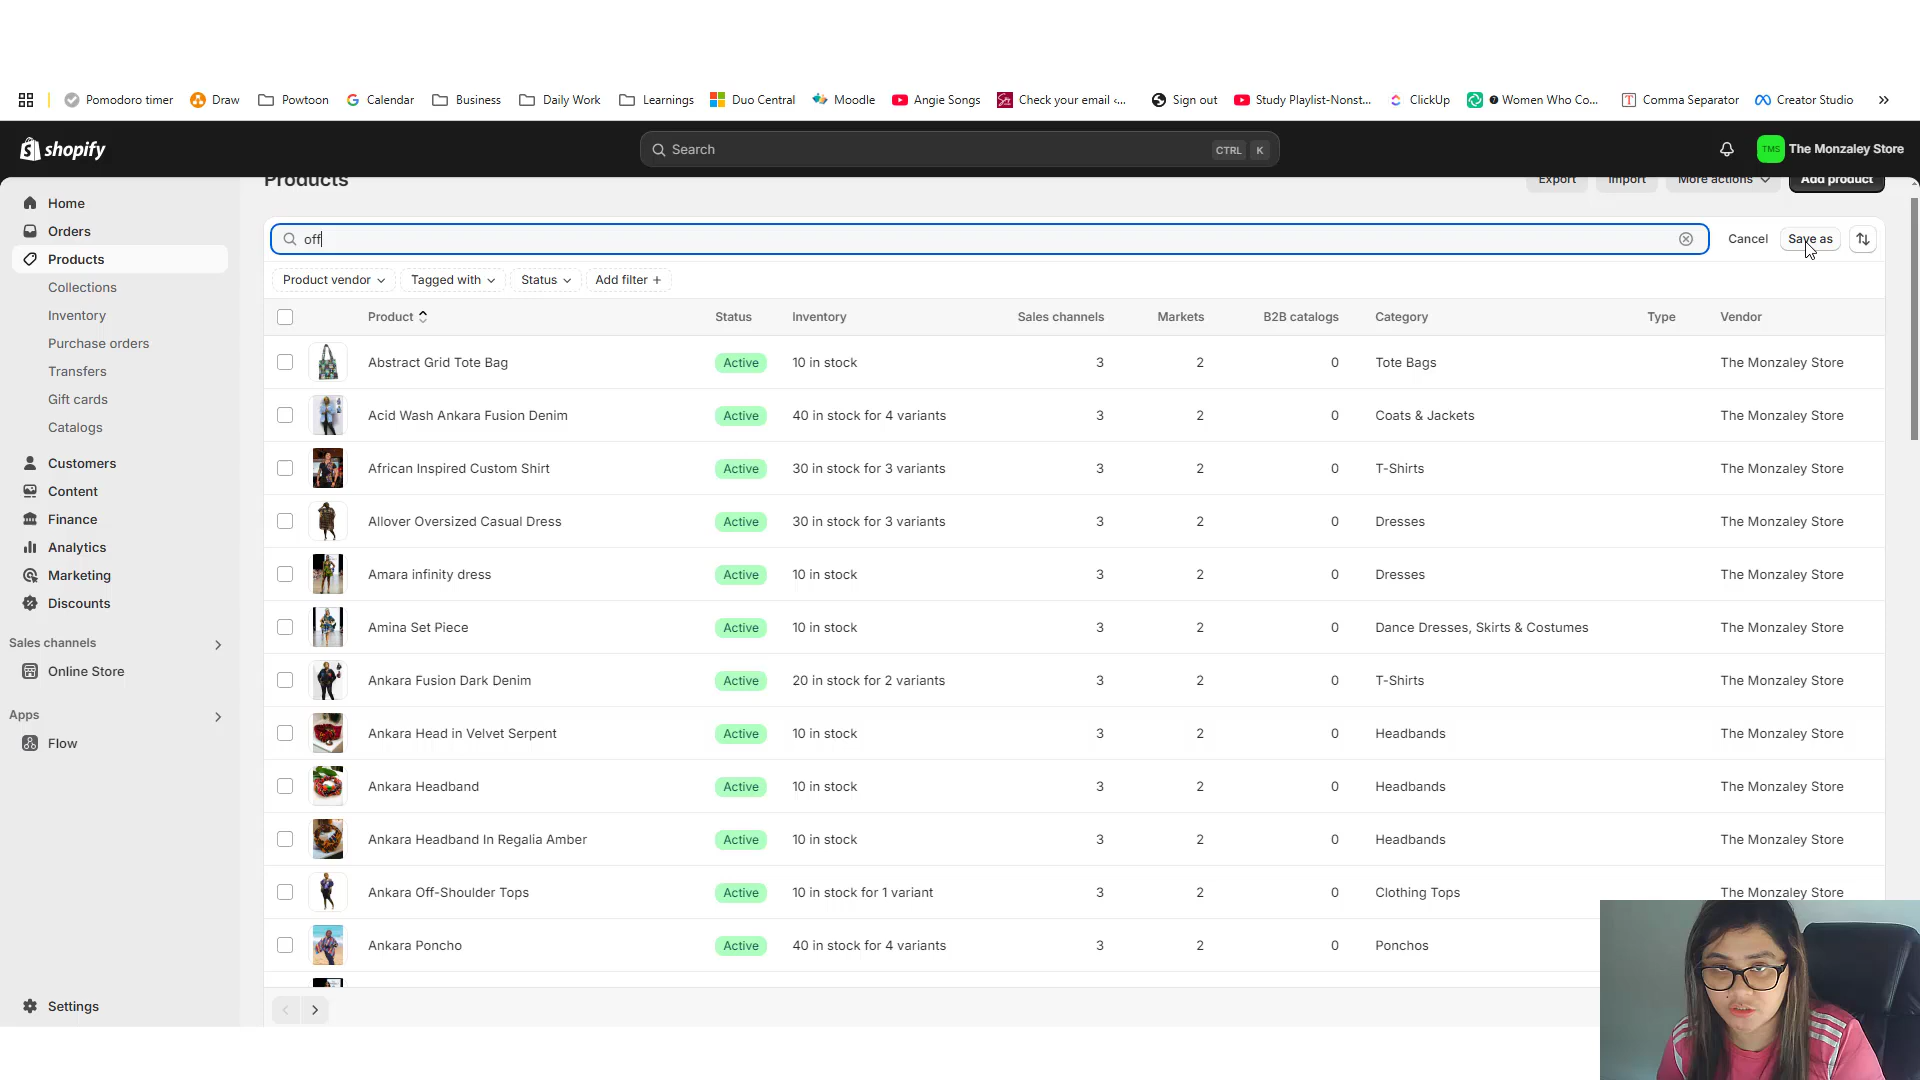 Pomodoro timer Draw Powtoon Calendar Business Daily Work Learnings Duo Central Moodle Angie Songs Check your email ‹... Sign out Study Playlist-Nonst... ClickUp Women Who Co... Comma Separator Creator Studio »
shopify Search CTRL K TMS The Monzaley Store
Products Export Import More actions Add product
Home
Orders
Products
Collections
Inventory
Purchase orders
Transfers
Gift cards
Catalogs
Customers
Content
Finance
Analytics
Marketing
Discounts
Sales channels
Online Store
Apps
Flow
Settings
off Cancel Save as
Product vendor Tagged with Status Add filter +
Product Status Inventory Sales channels Markets B2B catalogs Category Type Vendor
Abstract Grid Tote Bag Active 10 in stock 3 2 0 Tote Bags The Monzaley Store
Acid Wash Ankara Fusion Denim Active 40 in stock for 4 variants 3 2 0 Coats & Jackets The Monzaley Store
African Inspired Custom Shirt Active 30 in stock for 3 variants 3 2 0 T-Shirts The Monzaley Store
Allover Oversized Casual Dress Active 30 in stock for 3 variants 3 2 0 Dresses The Monzaley Store
Amara infinity dress Active 10 in stock 3 2 0 Dresses The Monzaley Store
Amina Set Piece Active 10 in stock 3 2 0 Dance Dresses, Skirts & Costumes The Monzaley Store
Ankara Fusion Dark Denim Active 20 in stock for 2 variants 3 2 0 T-Shirts The Monzaley Store
Ankara Head in Velvet Serpent Active 10 in stock 3 2 0 Headbands The Monzaley Store
Ankara Headband Active 10 in stock 3 2 0 Headbands The Monzaley Store
Ankara Headband In Regalia Amber Active 10 in stock 3 2 0 Headbands The Monzaley Store
Ankara Off-Shoulder Tops Active 10 in stock for 1 variant 3 2 0 Clothing Tops The Monzaley Store
Ankara Poncho Active 40 in stock for 4 variants 3 2 0 Ponchos